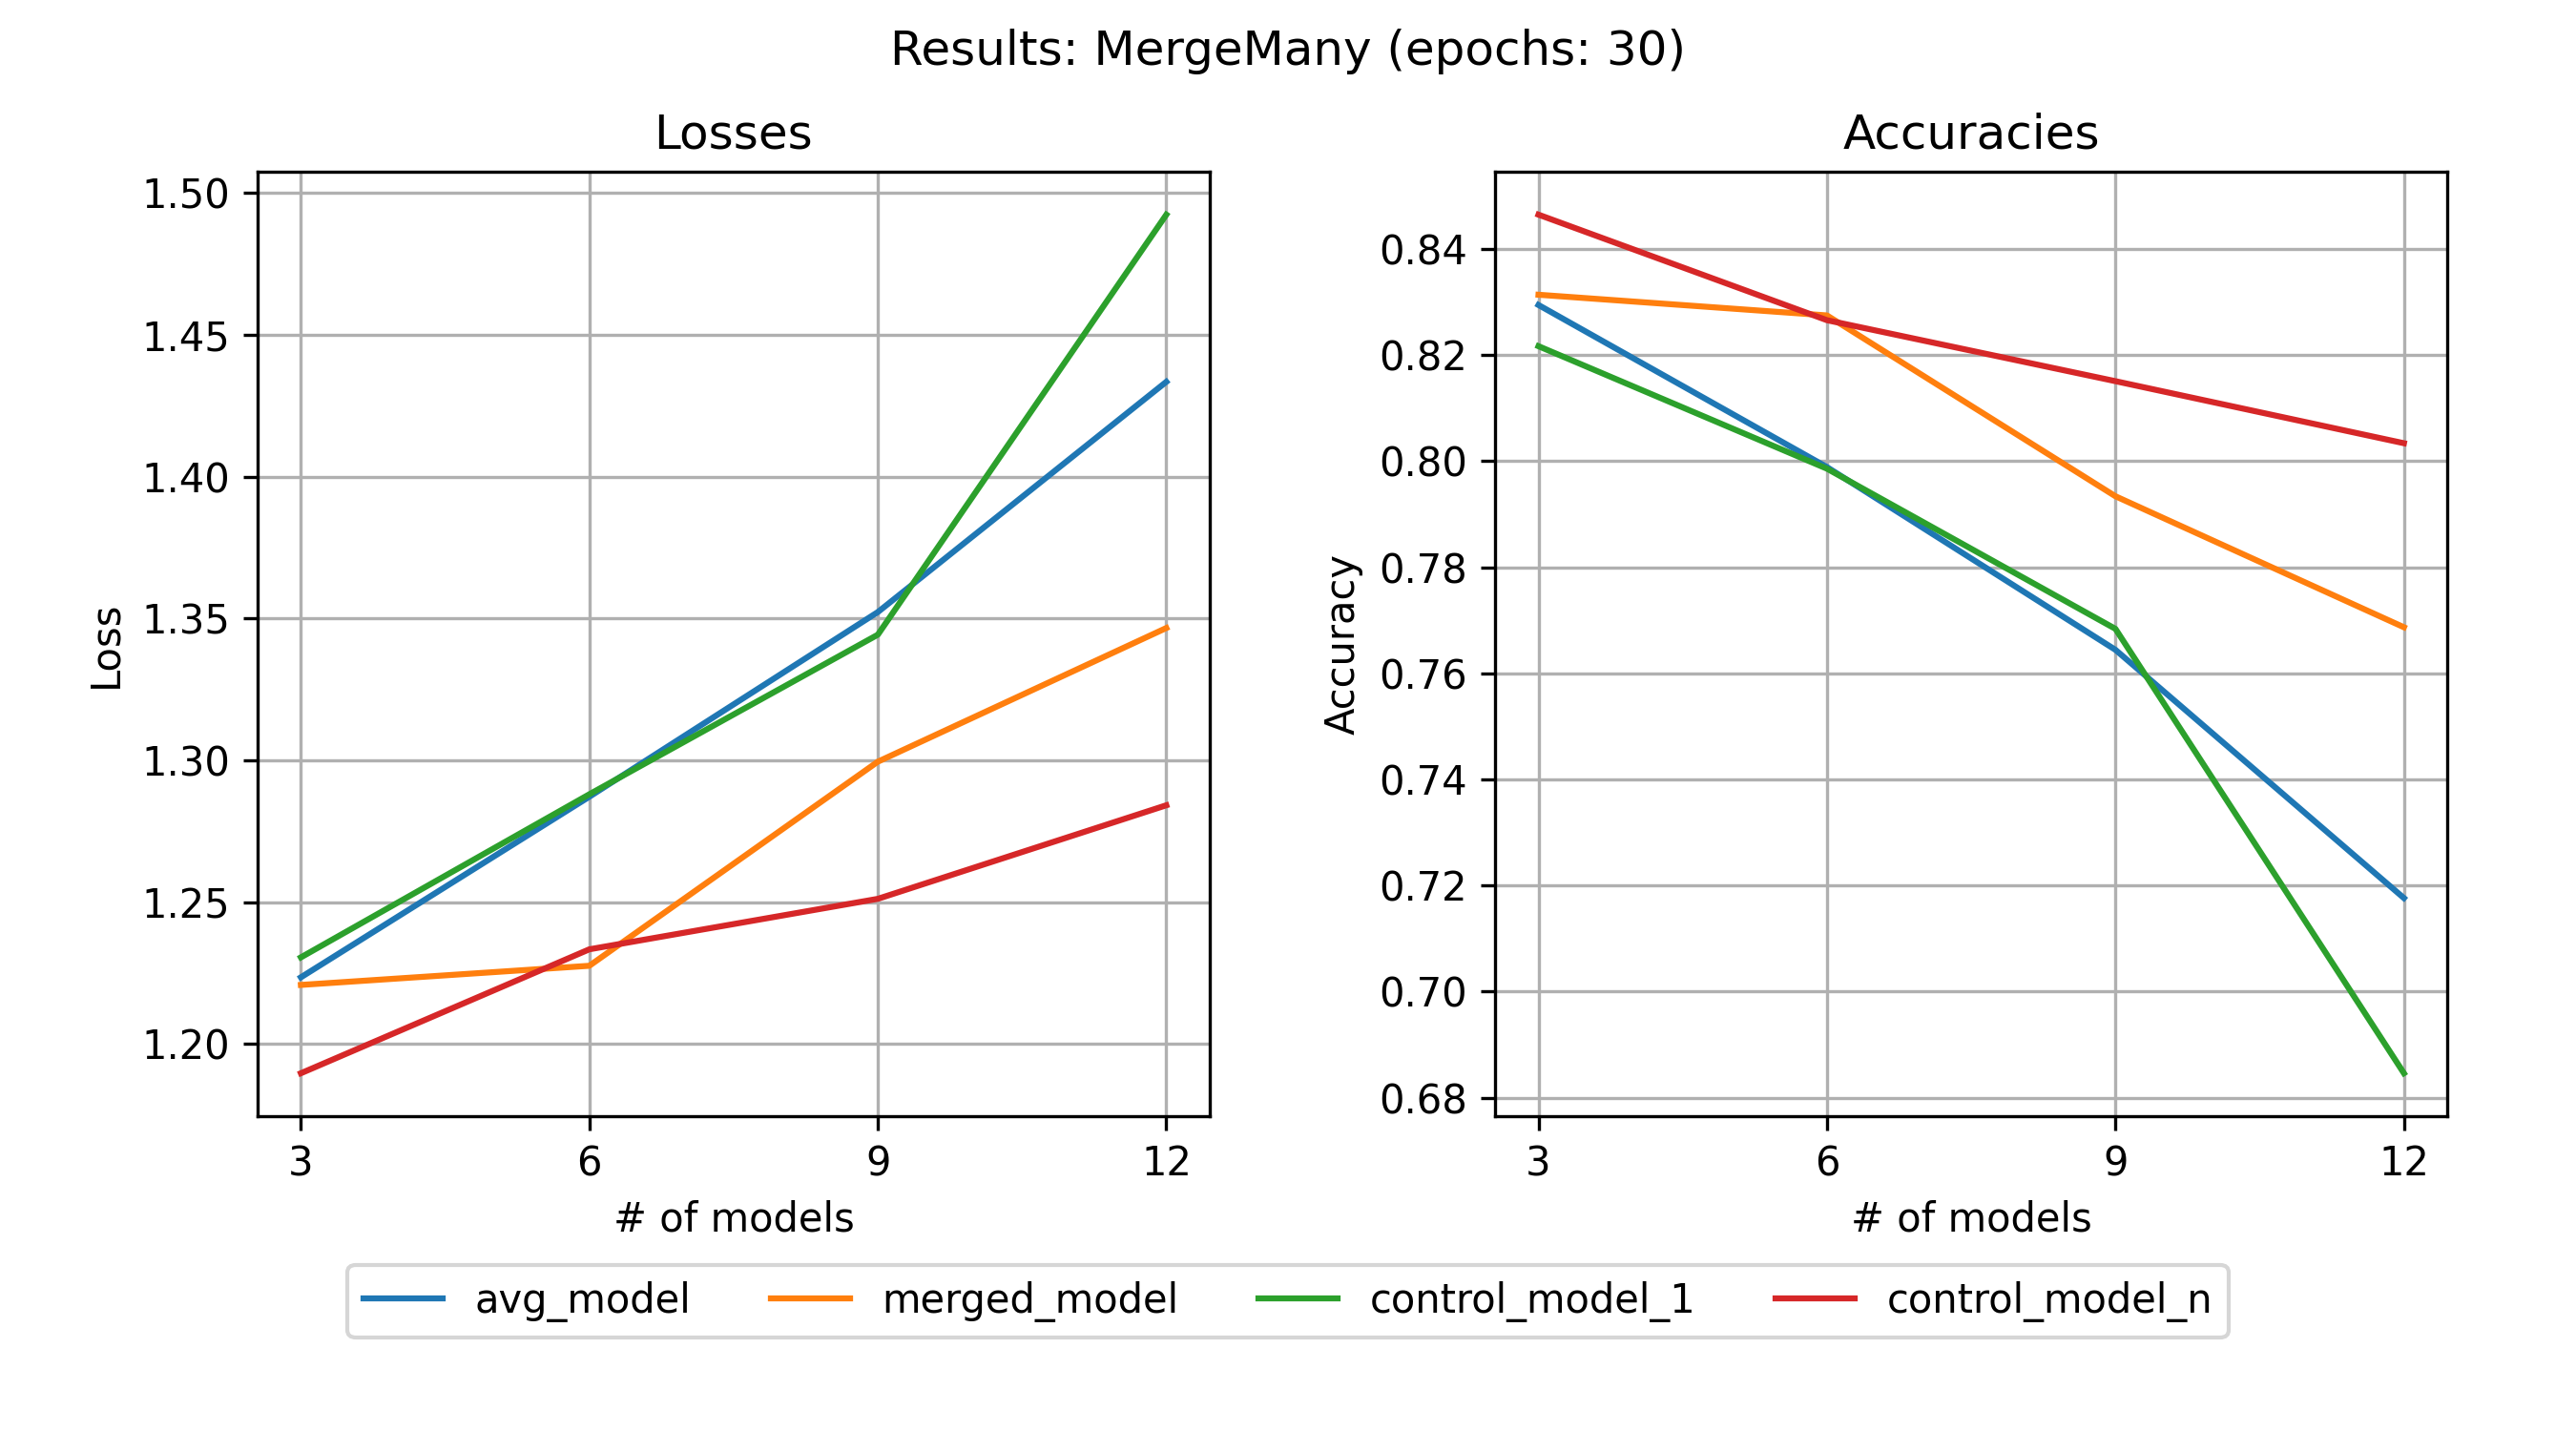 Results: MergeMany (epochs: 30)
Losses
1.50
1.45
1.40
1.35
1.30
1.25
1.20
Loss
3 6 9 12
# of models
Accuracies
0.84
0.82
0.80
0.78
0.76
0.74
0.72
0.70
0.68
Accuracy
3 6 9 12
# of models
avg_model merged_model control_model_1 control_model_n